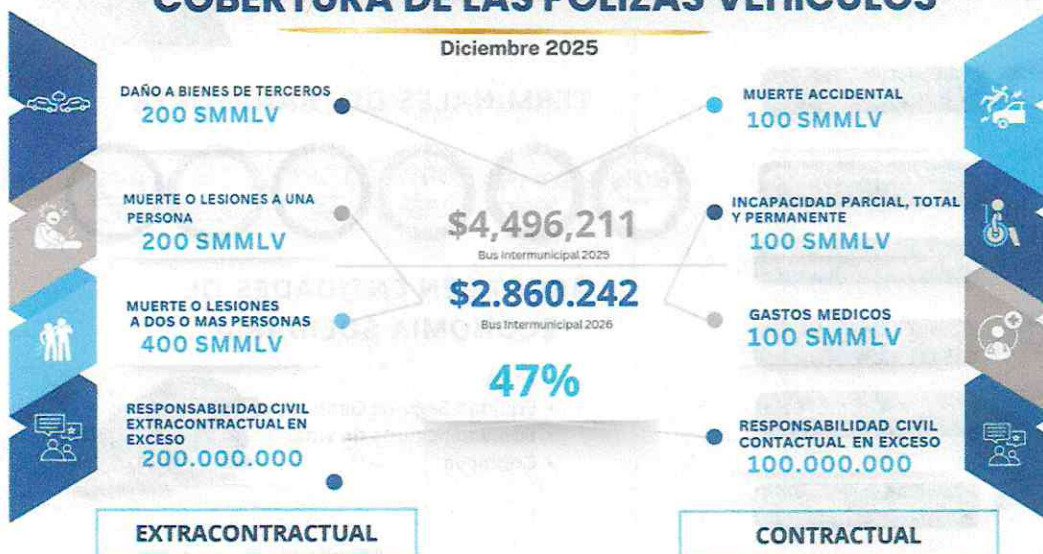 COBERTURA DE LAS POLIZAS VEHICULOS
Diciembre 2025
DAÑO A BIENES DE TERCEROS
200 SMMLV
MUERTE O LESIONES A UNA
PERSONA
200 SMMLV
MUERTE O LESIONES
A DOS O MAS PERSONAS
400 SMMLV
RESPONSABILIDAD CIVIL
EXTRACONTRACTUAL EN
EXCESO
200.000.000
EXTRACONTRACTUAL
$4,496,211
Bus Intermunicipal 2025
$2.860.242
Bus Intermunicipal 2026
47%
MUERTE ACCIDENTAL
100 SMMLV
INCAPACIDAD PARCIAL, TOTAL
Y PERMANENTE
100 SMMLV
GASTOS MEDICOS
100 SMMLV
RESPONSABILIDAD CIVIL
CONTACTUAL EN EXCESO
100.000.000
CONTRACTUAL